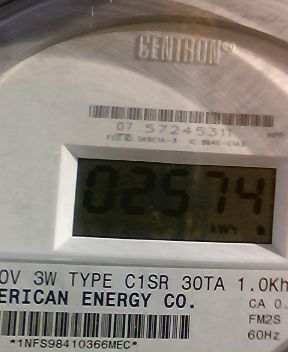 CENTRON®
07 57245311
02574
kWh
0V 3W TYPE C1SR 30TA 1.0Kh
ERICAN ENERGY CO.
CA 0.
FM2S
60Hz
*1NFS98410366MEC*